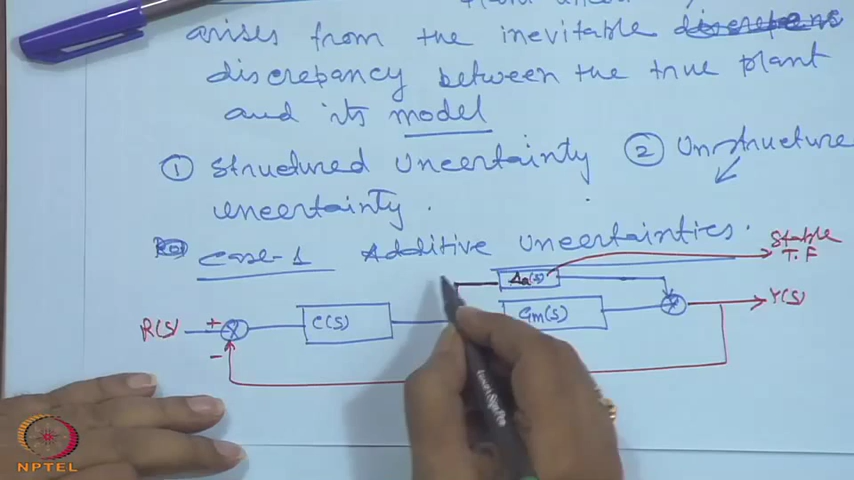 arises from the inevitable
discrepancy between the true plant
and its model
① Structured uncertainty ② Unstructure
uncertainty.
Case-1 Additive Uncertainties.
Stable
T.F
Δa(s)
R(s) + C(s) Gm(s) Y(s)
-
NPTEL